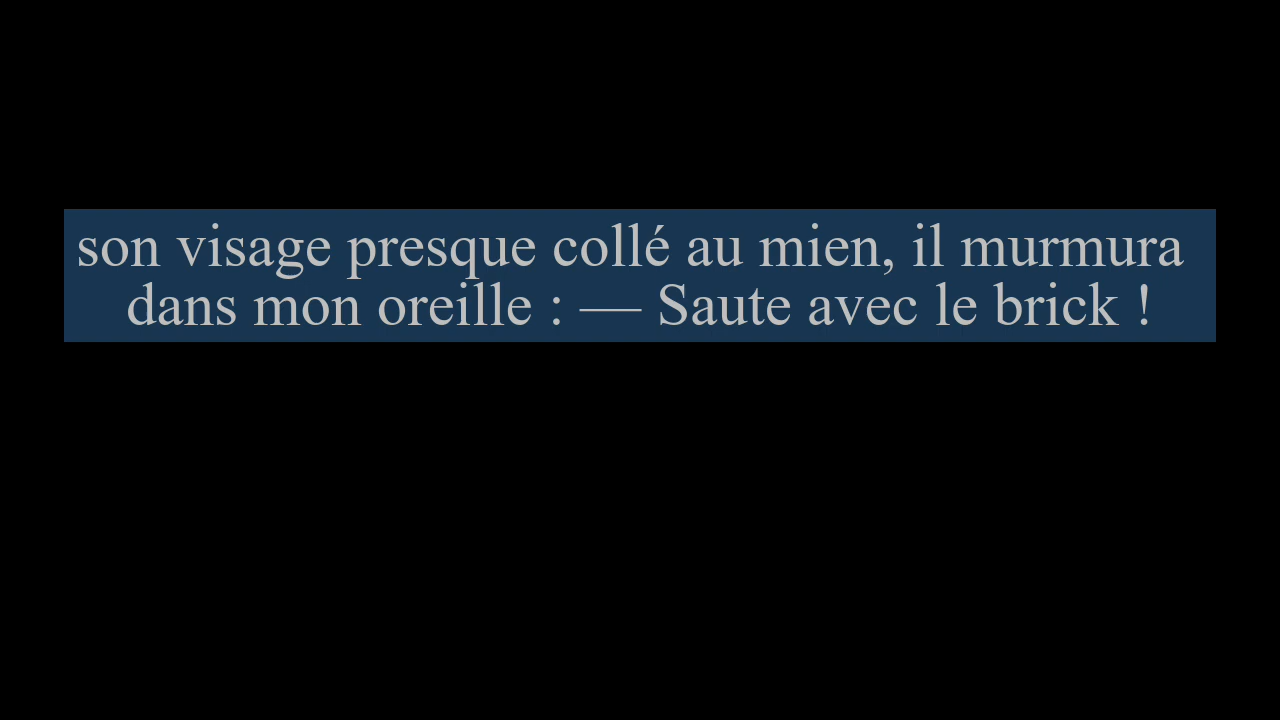 son visage presque collé au mien, il murmura
dans mon oreille : — Saute avec le brick !